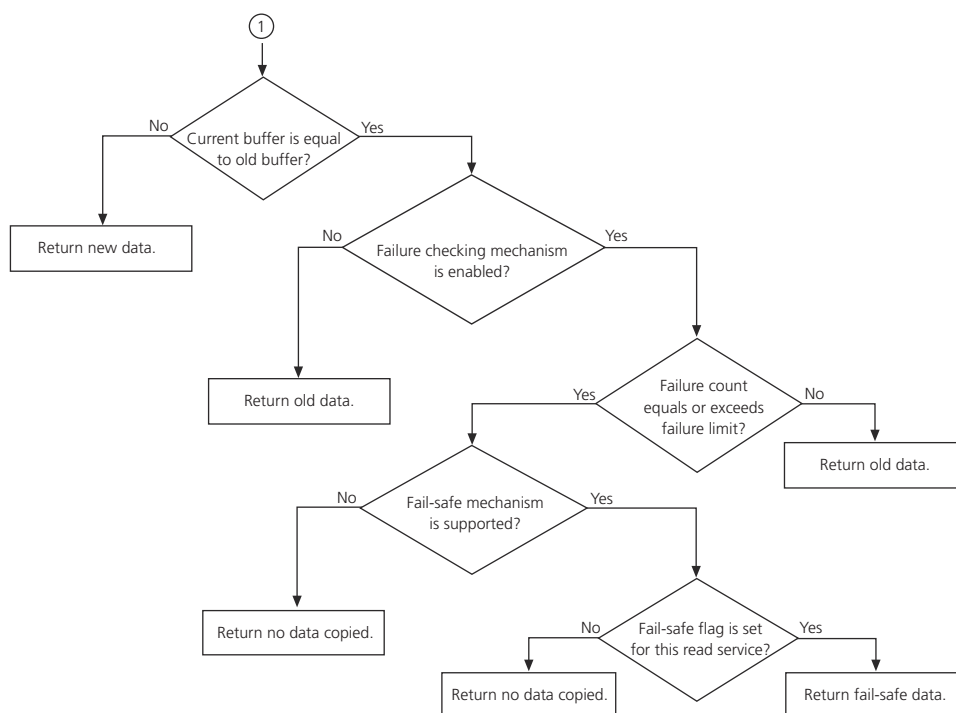 1
No
Yes
Current buffer is equal
to old buffer?
Return new data.
No
Yes
Failure checking mechanism
is enabled?
Return old data.
Yes
No
Failure count
equals or exceeds
failure limit?
Return old data.
No
Yes
Fail-safe mechanism
is supported?
Return no data copied.
No
Yes
Fail-safe flag is set
for this read service?
Return no data copied.
Return fail-safe data.